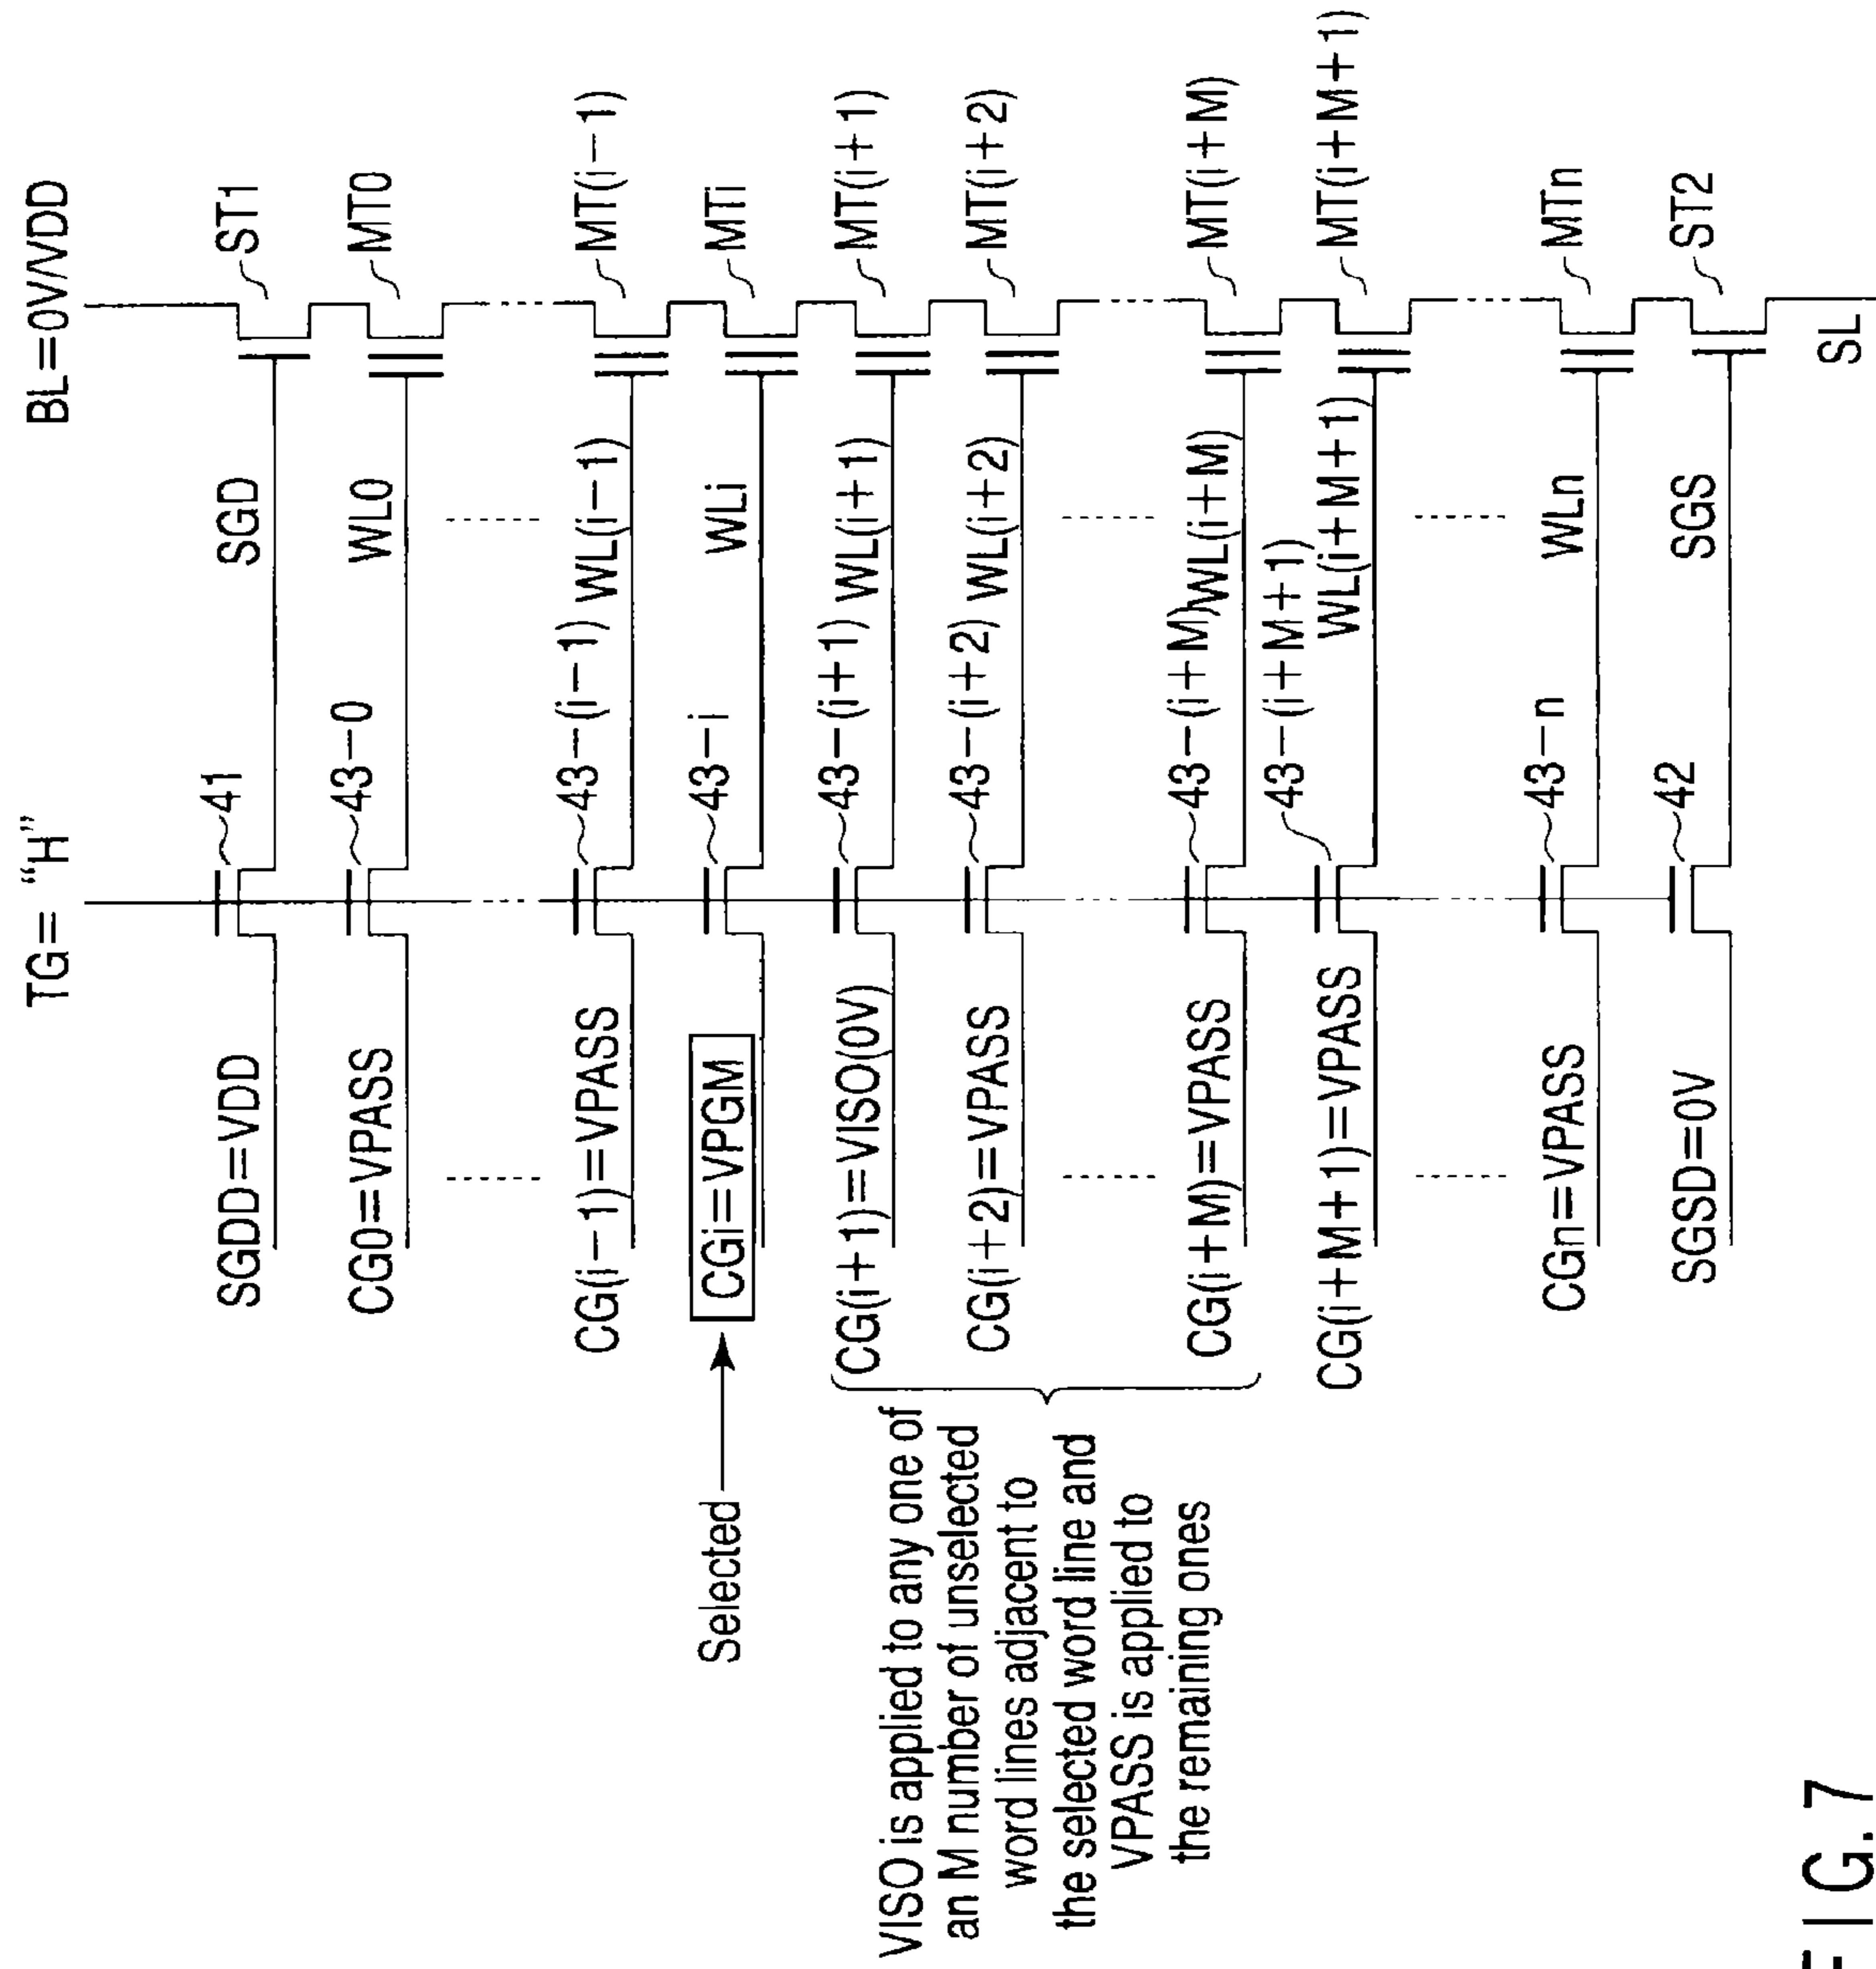 TG= “H”
BL=0V/VDD
SGDD=VDD
41
SGD
ST1
CG0=VPASS
43-0
WL0
MT0
CG(i-1)=VPASS
43-(i-1)
WL(i-1)
MT(i-1)
Selected
CGi=VPGM
43-i
WLi
MTi
CG(i+1)=VISO(0V)
43-(i+1)
WL(i+1)
MT(i+1)
CG(i+2)=VPASS
43-(i+2)
WL(i+2)
MT(i+2)
VISO is applied to any one of
an M number of unselected
word lines adjacent to
the selected word line and
VPASS is applied to
the remaining ones
CG(i+M)=VPASS
43-(i+M)
WL(i+M)
MT(i+M)
CG(i+M+1)=VPASS
43-(i+M+1)
WL(i+M+1)
MT(i+M+1)
CGn=VPASS
43-n
WLn
MTn
SGSD=0V
42
SGS
ST2
SL
FIG. 7